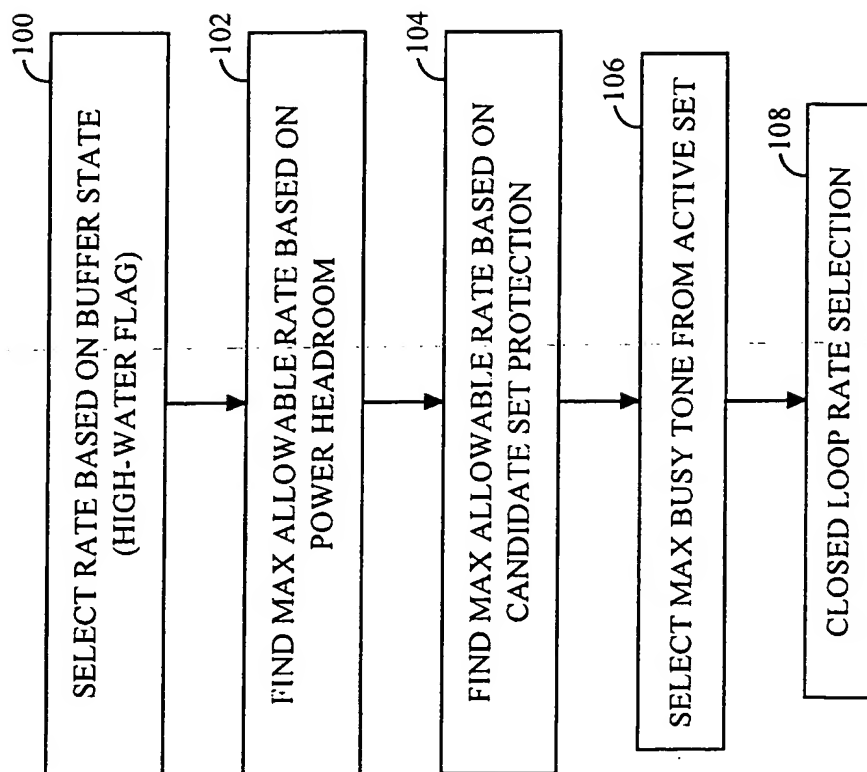 100
SELECT RATE BASED ON BUFFER STATE
(HIGH-WATER FLAG)
102
FIND MAX ALLOWABLE RATE BASED ON
POWER HEADROOM
104
FIND MAX ALLOWABLE RATE BASED ON
CANDIDATE SET PROTECTION
106
SELECT MAX BUSY TONE FROM ACTIVE SET
108
CLOSED LOOP RATE SELECTION